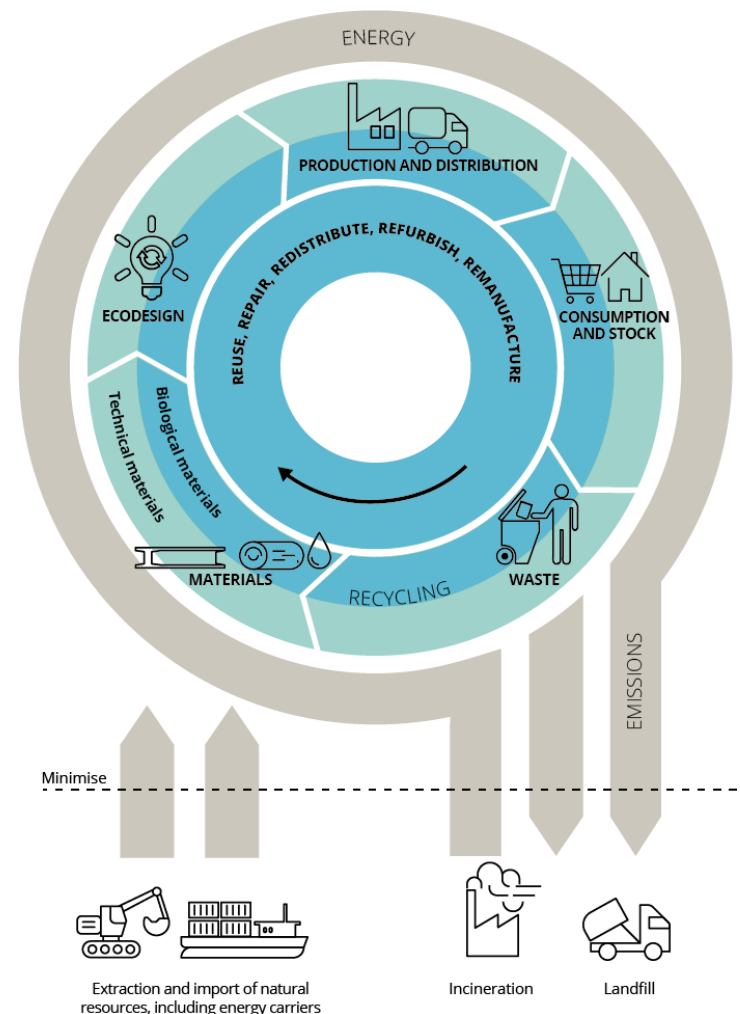 ENERGY
PRODUCTION AND DISTRIBUTION
REUSE, REPAIR, REDISTRIBUTE, REFURBISH, REMANUFACTURE
ECODESIGN
CONSUMPTION
AND STOCK
Technical materials
Biological materials
MATERIALS
RECYCLING
WASTE
EMISSIONS
Minimise
Extraction and import of natural
resources, including energy carriers
Incineration
Landfill